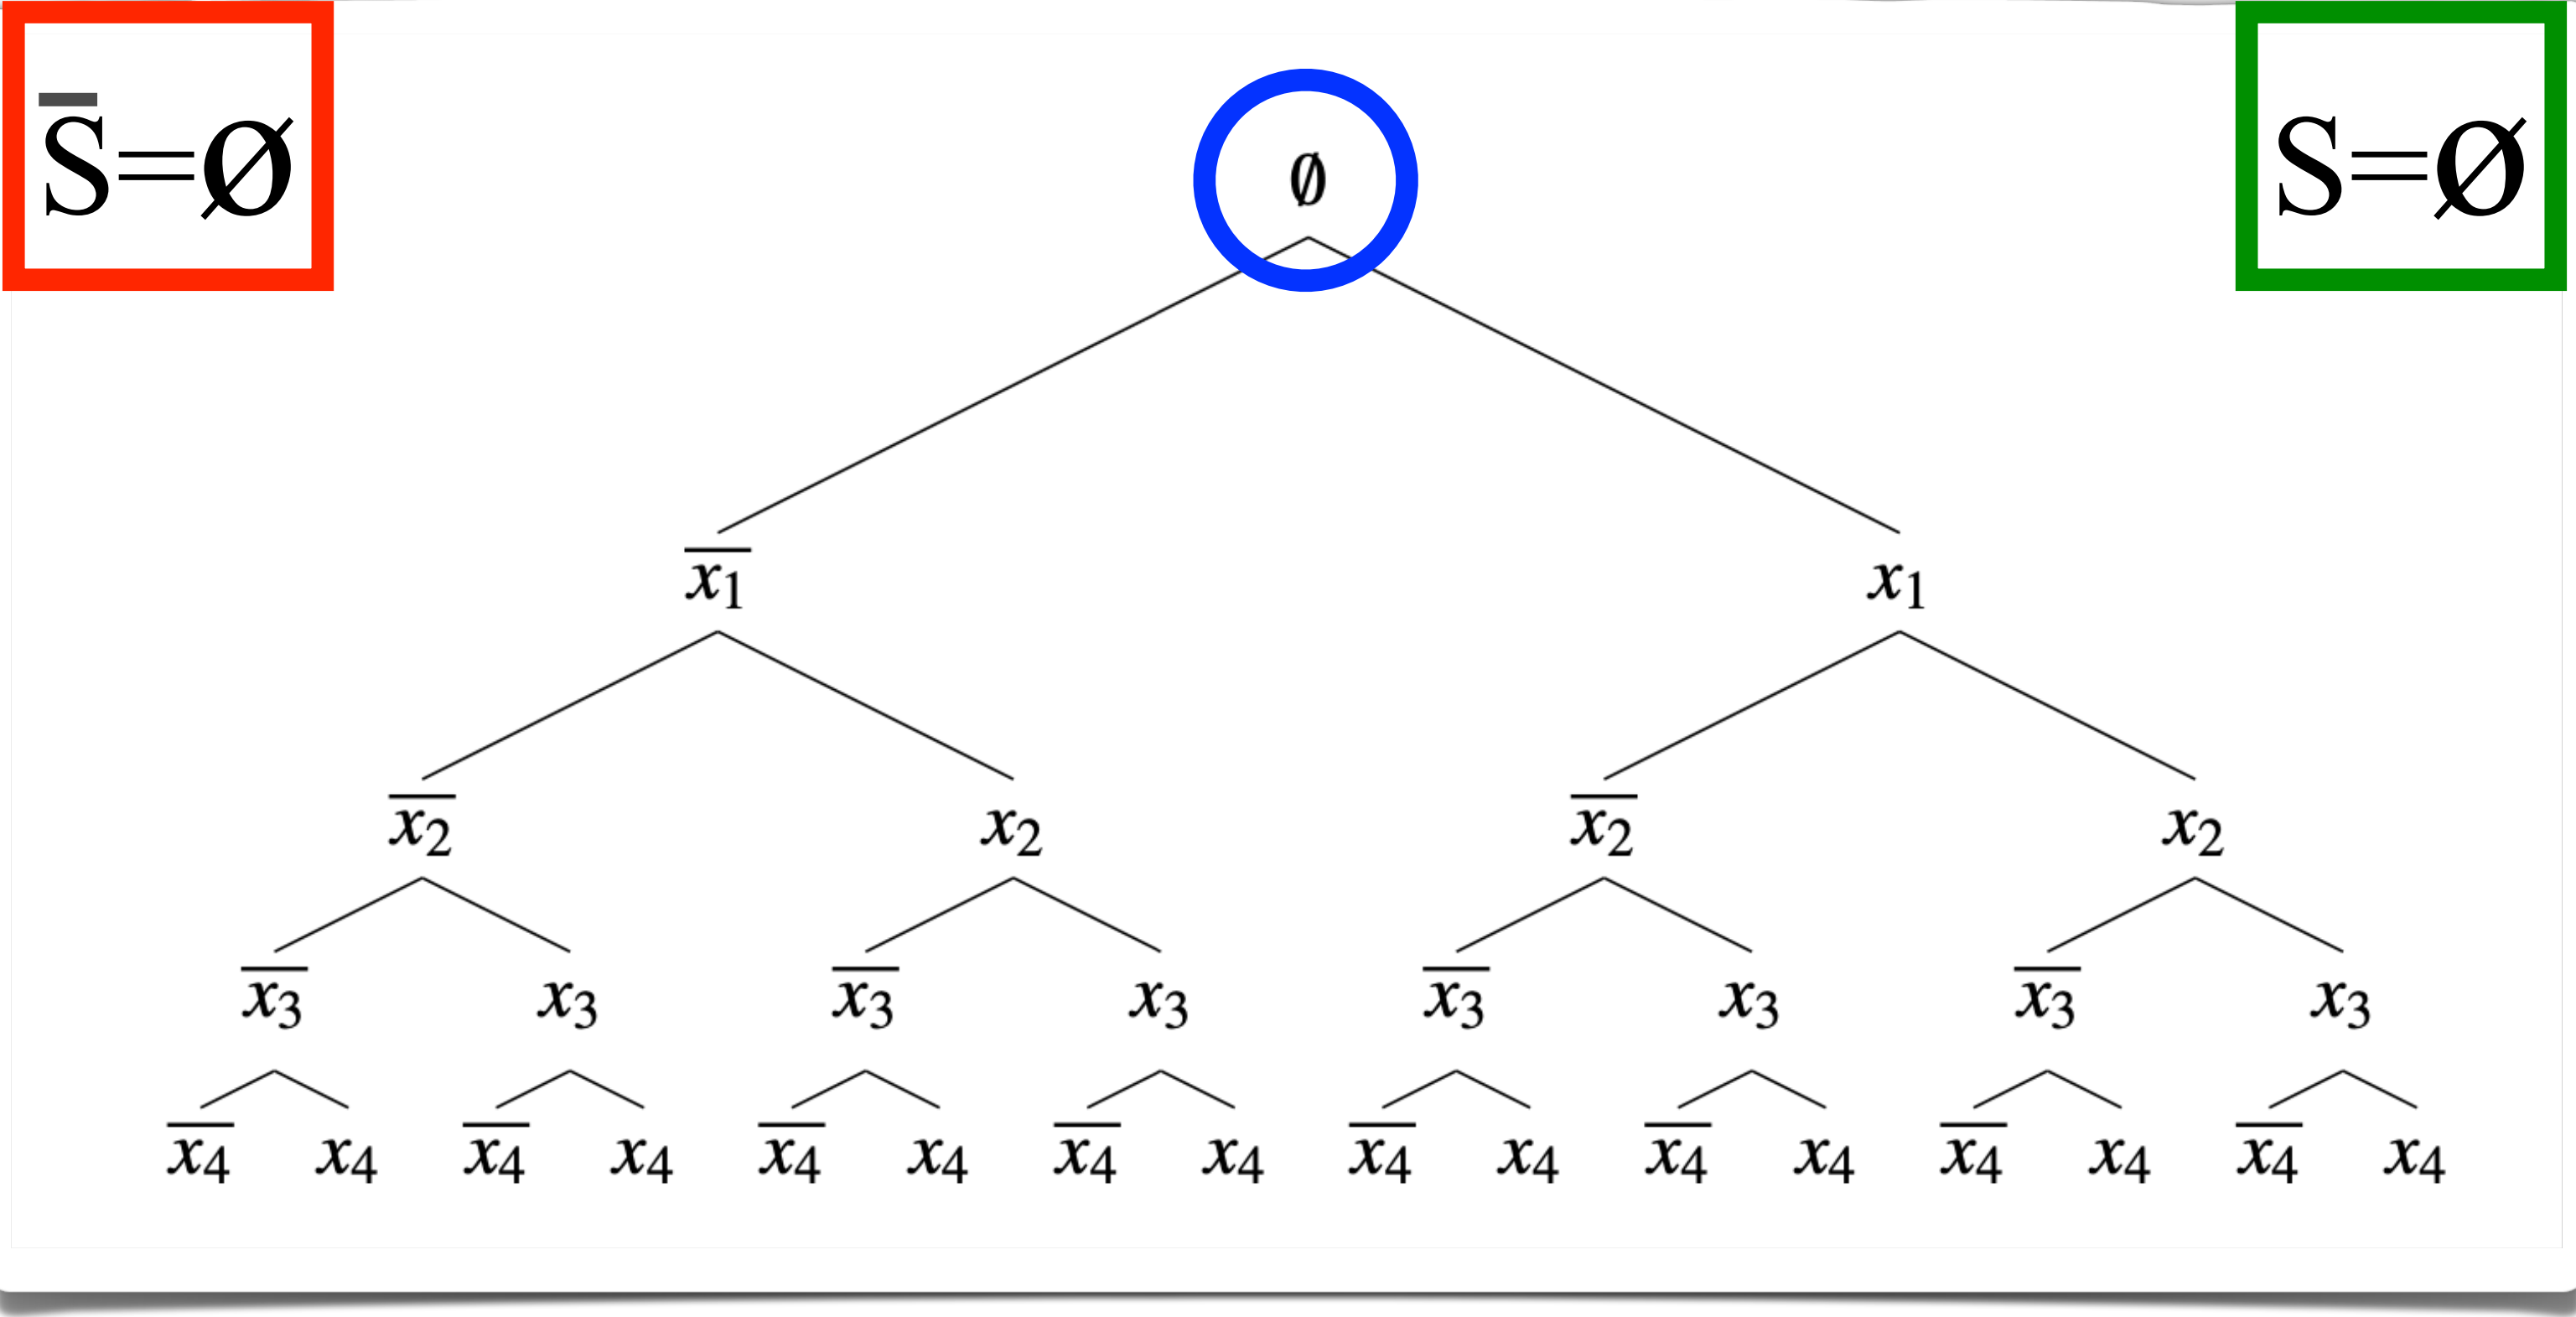 S̅=Ø
∅
S=Ø
x̅₁ x₁
x̅₂ x₂ x̅₂ x₂
x̅₃ x₃ x̅₃ x₃ x̅₃ x₃ x̅₃ x₃
x̅₄ x₄ x̅₄ x₄ x̅₄ x₄ x̅₄ x₄ x̅₄ x₄ x̅₄ x₄ x̅₄ x₄ x̅₄ x₄